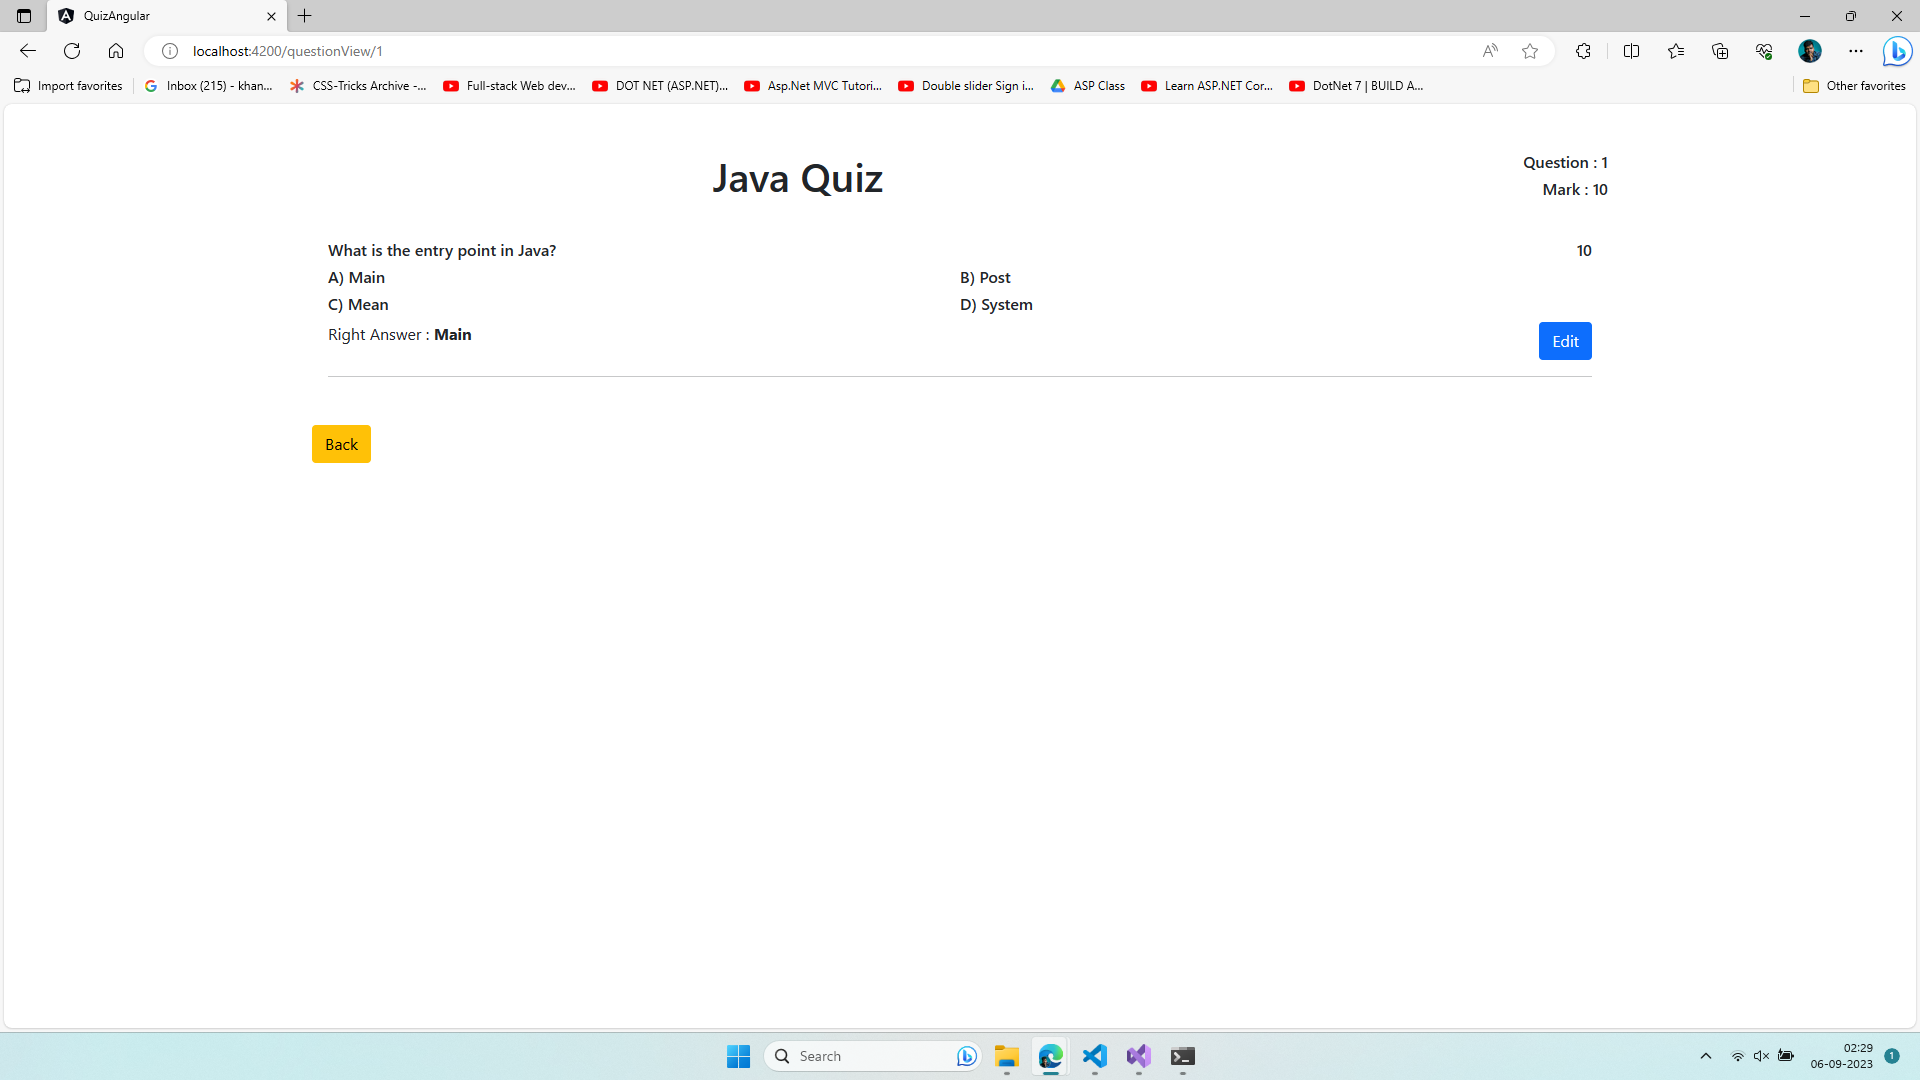 QuizAngular
localhost:4200/questionView/1
Import favorites
Inbox (215) - khan...
CSS-Tricks Archive -...
Full-stack Web dev...
DOT NET (ASP.NET)...
Asp.Net MVC Tutori...
Double slider Sign i...
ASP Class
Learn ASP.NET Cor...
DotNet 7 | BUILD A...
Other favorites
Java Quiz
Question : 1
Mark : 10
What is the entry point in Java? 10
A) Main B) Post
C) Mean D) System
Right Answer : Main
Edit
Back
Search
02:29
06-09-2023
1